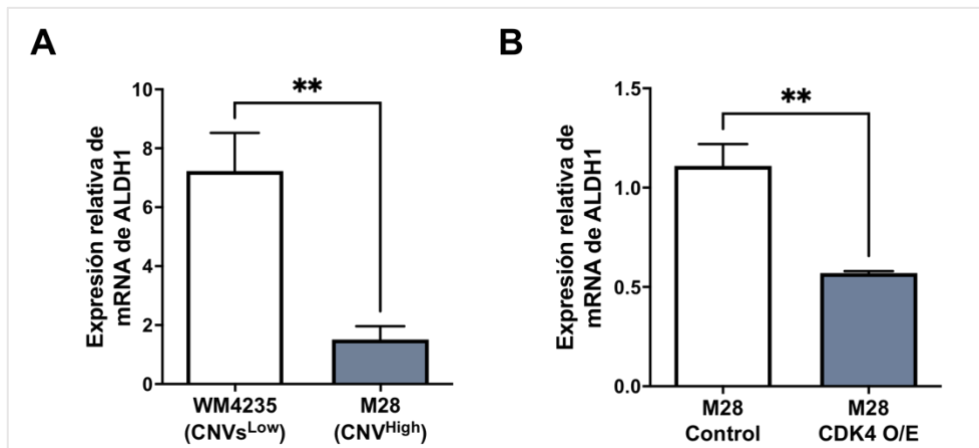 A
Expresión relativa de
mRNA de ALDH1
10
8
6
4
2
0
**
WM4235
(CNVsLow)
M28
(CNVHigh)
B
Expresión relativa de
mRNA de ALDH1
1.5
1.0
0.5
0.0
**
M28
Control
M28
CDK4 O/E